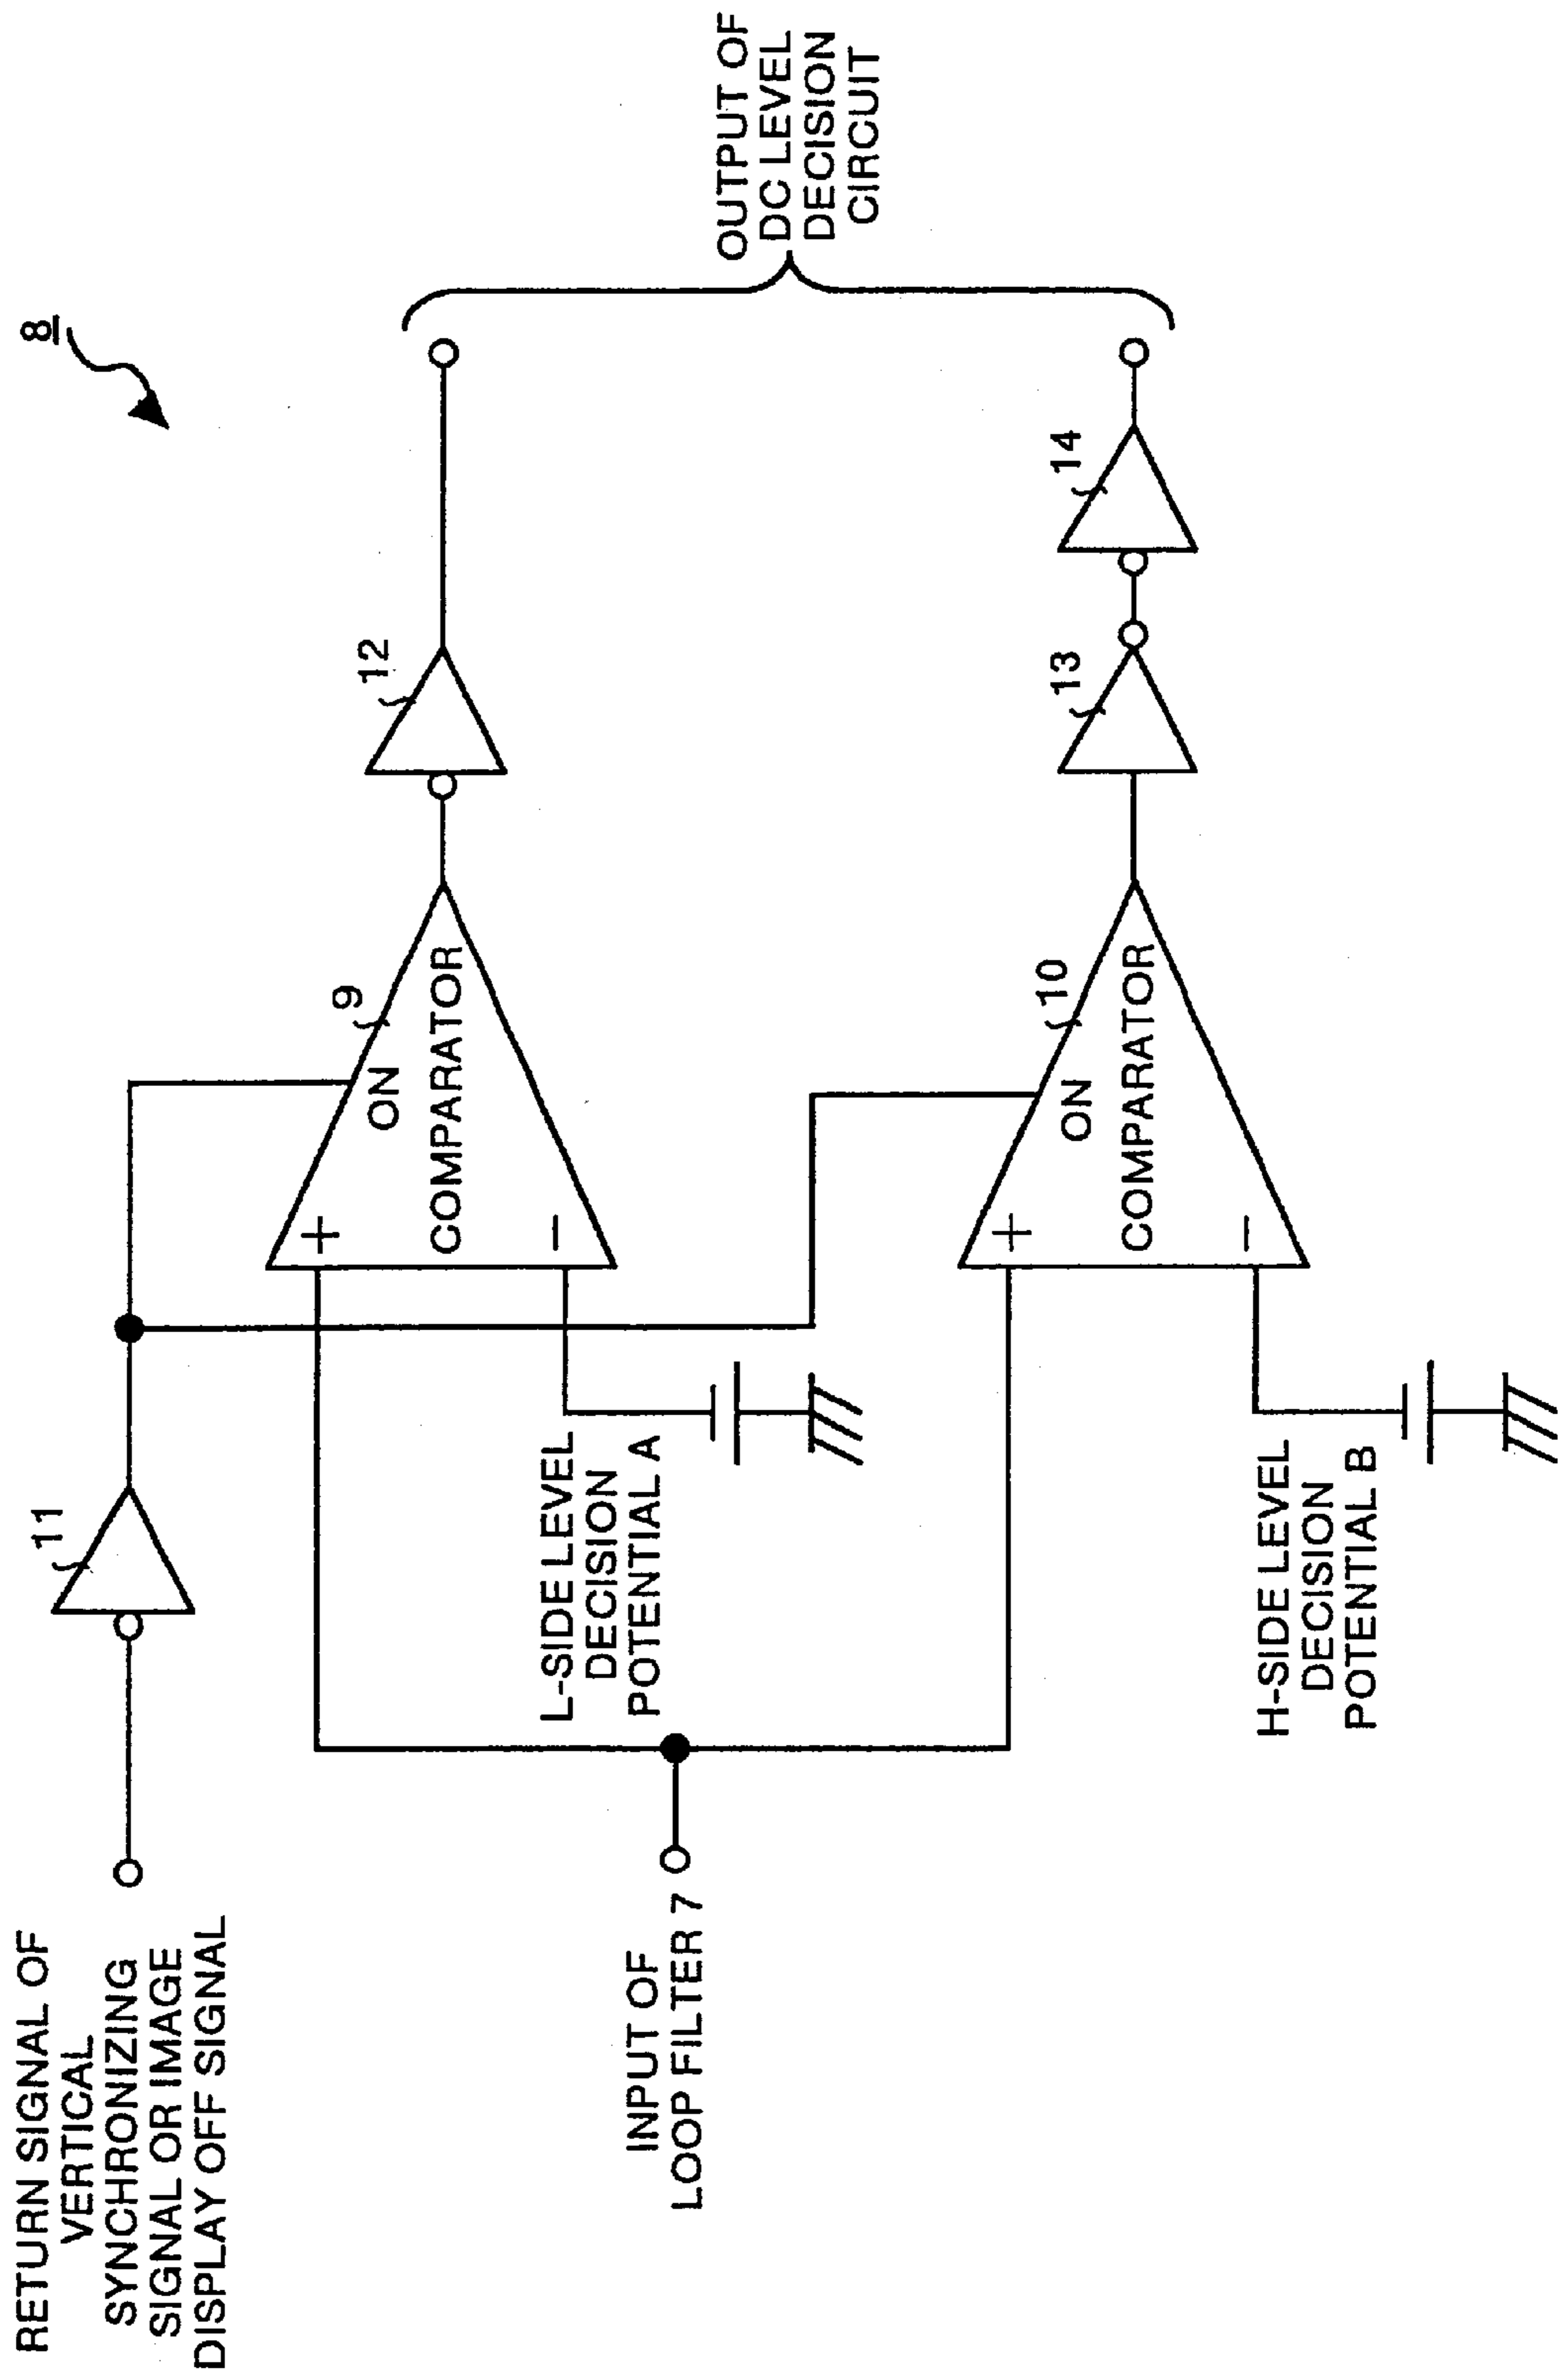 8
RETURN SIGNAL OF
VERTICAL
SYNCHRONIZING
SIGNAL OR IMAGE
DISPLAY OFF SIGNAL
11
9
ON
COMPARATOR
+
−
12
OUTPUT OF
DC LEVEL
DECISION
CIRCUIT
L-SIDE LEVEL
DECISION
POTENTIAL A
INPUT OF
LOOP FILTER 7
10
ON
COMPARATOR
+
−
13
14
H-SIDE LEVEL
DECISION
POTENTIAL B